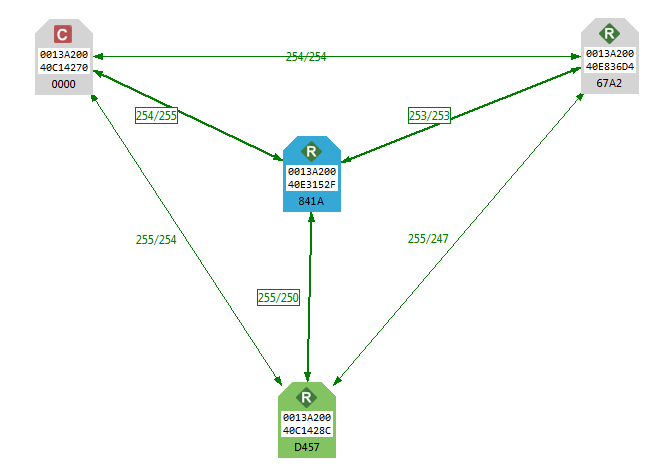 C
0013A200
40C14270
0000
R
0013A200
40E836D4
67A2
254/254
254/255
253/253
R
0013A200
40E3152F
841A
255/254
255/247
255/250
R
0013A200
40C1428C
D457